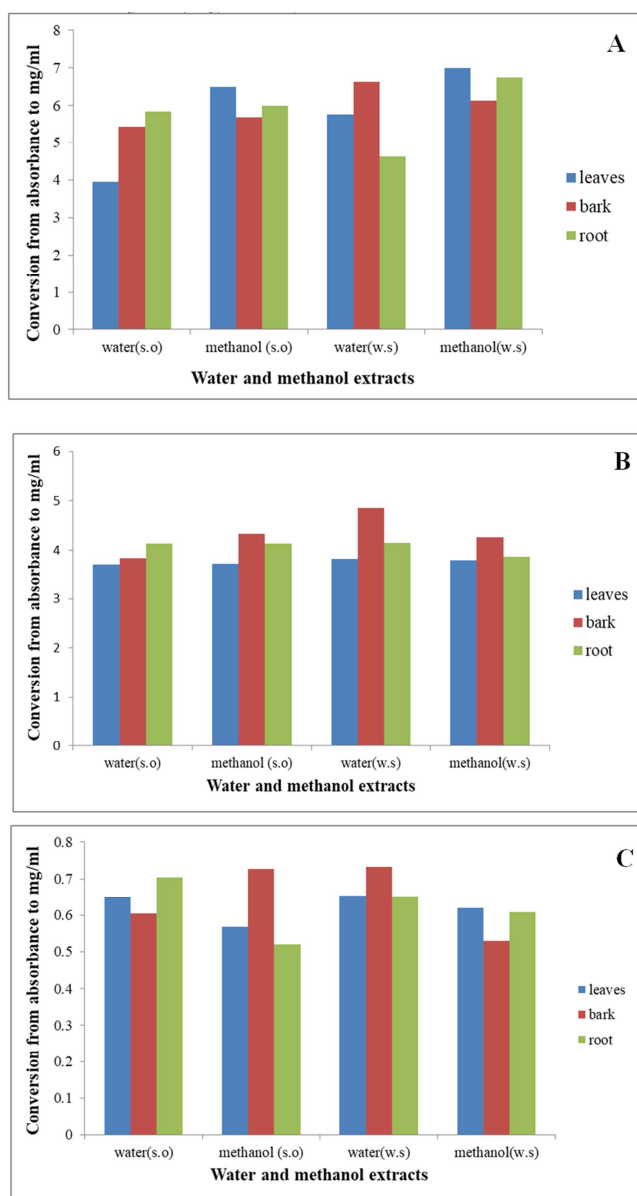 A
Conversion from absorbance to mg/ml
8
7
6
5
4
3
2
1
0
water(s.o) methanol (s.o) water(w.s) methanol(w.s)
Water and methanol extracts
leaves
bark
root
B
Conversion from absorbance to mg/ml
6
5
4
3
2
1
0
water(s.o) methanol (s.o) water(w.s) methanol(w.s)
Water and methanol extracts
leaves
bark
root
C
Conversion from absorbance to mg/ml
0.8
0.7
0.6
0.5
0.4
0.3
0.2
0.1
0
water(s.o) methanol (s.o) water(w.s) methanol(w.s)
Water and methanol extracts
leaves
bark
root